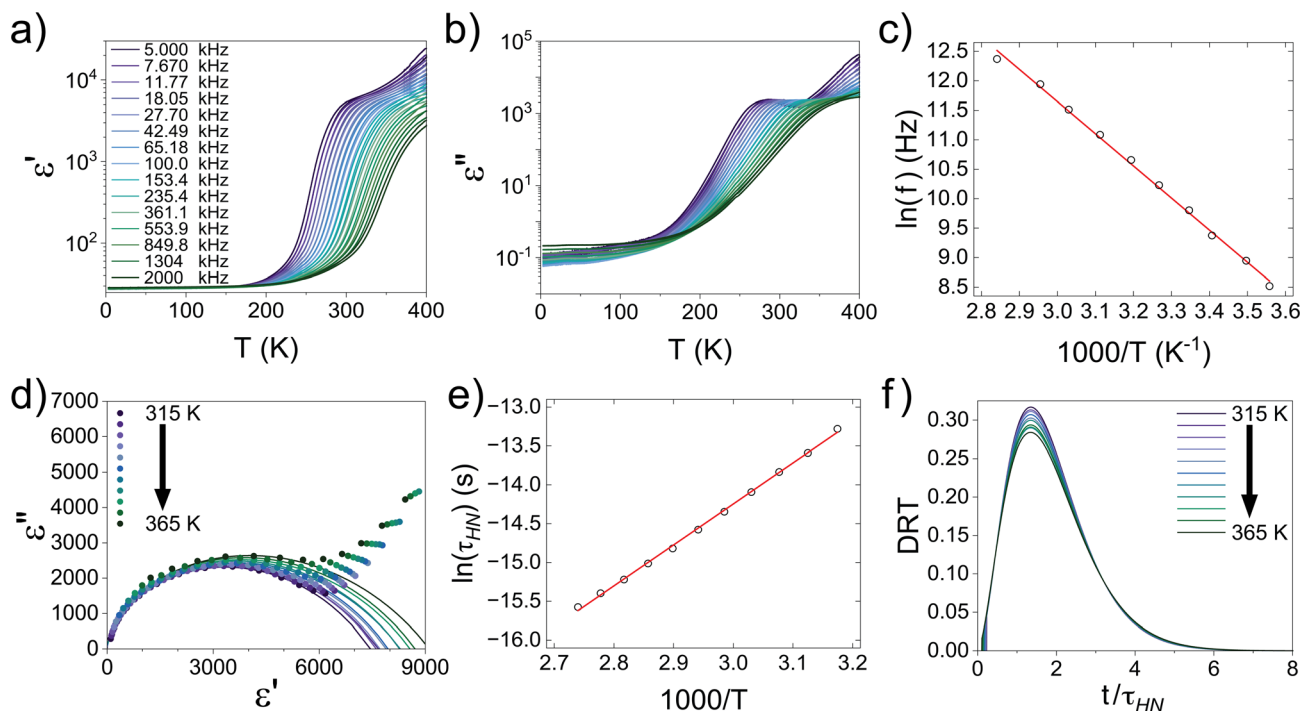 a)
ε'
10⁴
10³
10²
5.000 kHz
7.670 kHz
11.77 kHz
18.05 kHz
27.70 kHz
42.49 kHz
65.18 kHz
100.0 kHz
153.4 kHz
235.4 kHz
361.1 kHz
553.9 kHz
849.8 kHz
1304 kHz
2000 kHz
0 100 200 300 400
T (K)
b)
ε"
10⁵
10³
10¹
10⁻¹
0 100 200 300 400
T (K)
c)
ln(f) (Hz)
12.5
12.0
11.5
11.0
10.5
10.0
9.5
9.0
8.5
2.8 2.9 3.0 3.1 3.2 3.3 3.4 3.5 3.6
1000/T (K⁻¹)
d)
ε"
7000
6000
5000
4000
3000
2000
1000
0
315 K
365 K
0 3000 6000 9000
ε'
e)
ln(τHN) (s)
−13.0
−13.5
−14.0
−14.5
−15.0
−15.5
−16.0
2.7 2.8 2.9 3.0 3.1 3.2
1000/T
f)
DRT
0.30
0.25
0.20
0.15
0.10
0.05
0.00
315 K
365 K
0 2 4 6 8
t/τHN